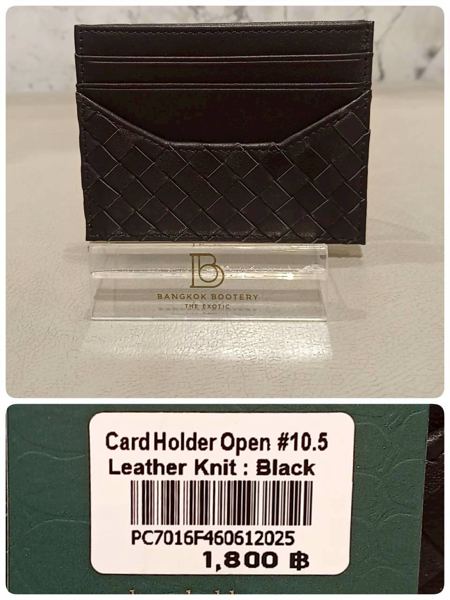 B
BANGKOK BOOTERY
THE EXOTIC
Card Holder Open #10.5
Leather Knit : Black
PC7016F460612025
1,800 ฿